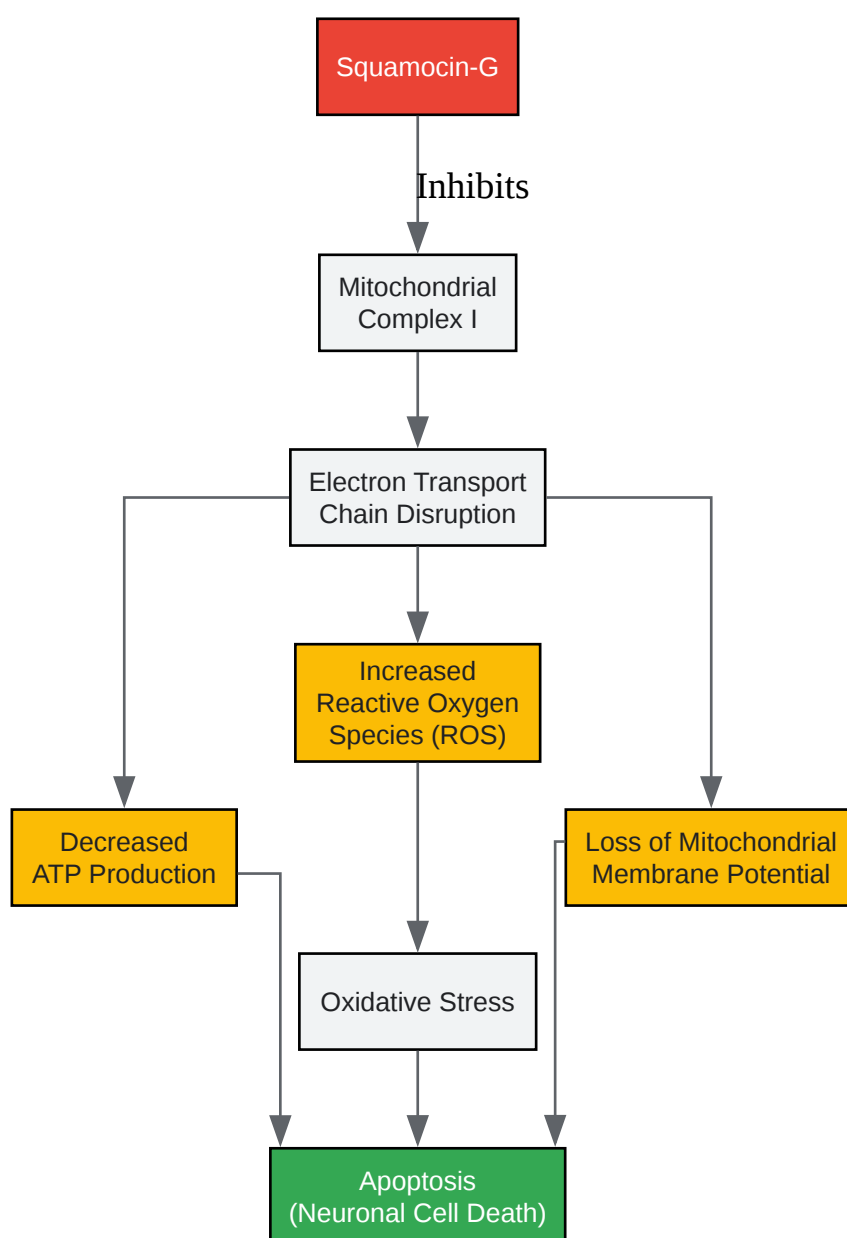 Squamocin-G
Inhibits
Mitochondrial
Complex I
Electron Transport
Chain Disruption
Increased
Reactive Oxygen
Species (ROS)
Decreased
ATP Production
Loss of Mitochondrial
Membrane Potential
Oxidative Stress
Apoptosis
(Neuronal Cell Death)